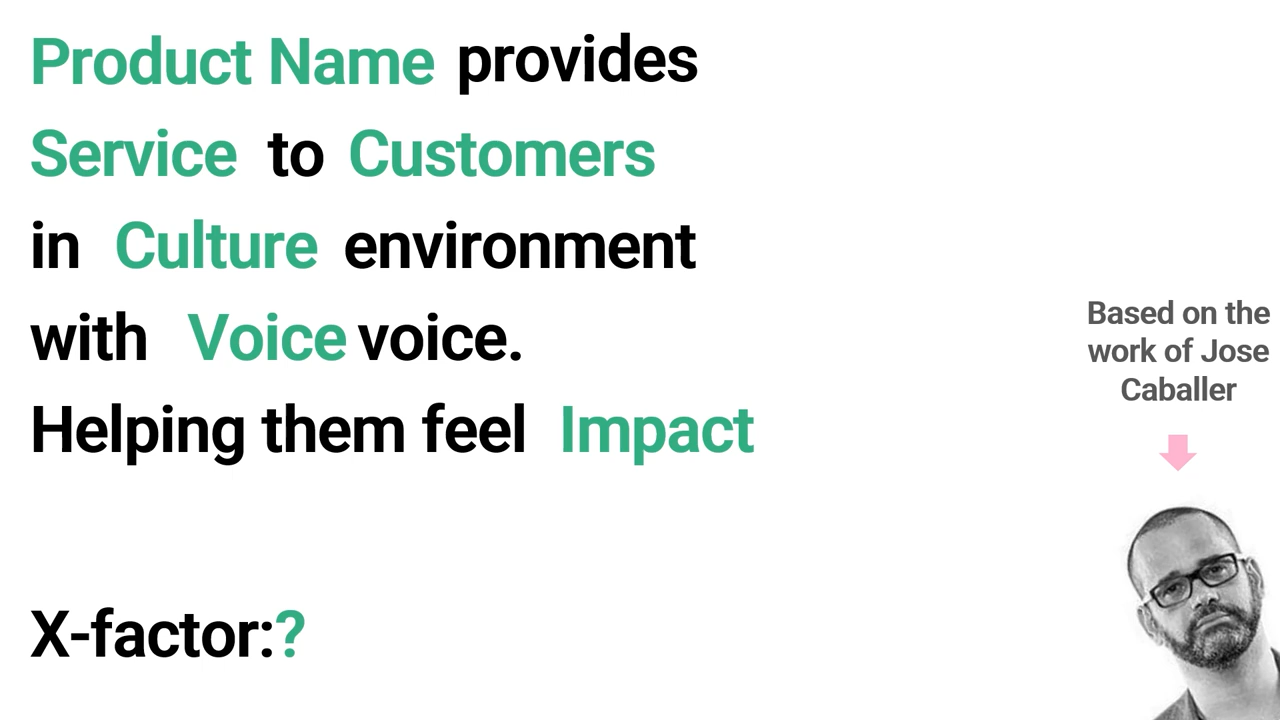 Product Name provides
Service to Customers
in Culture environment
with Voice voice.
Helping them feel Impact
X-factor:?
Based on the
work of Jose
Caballer